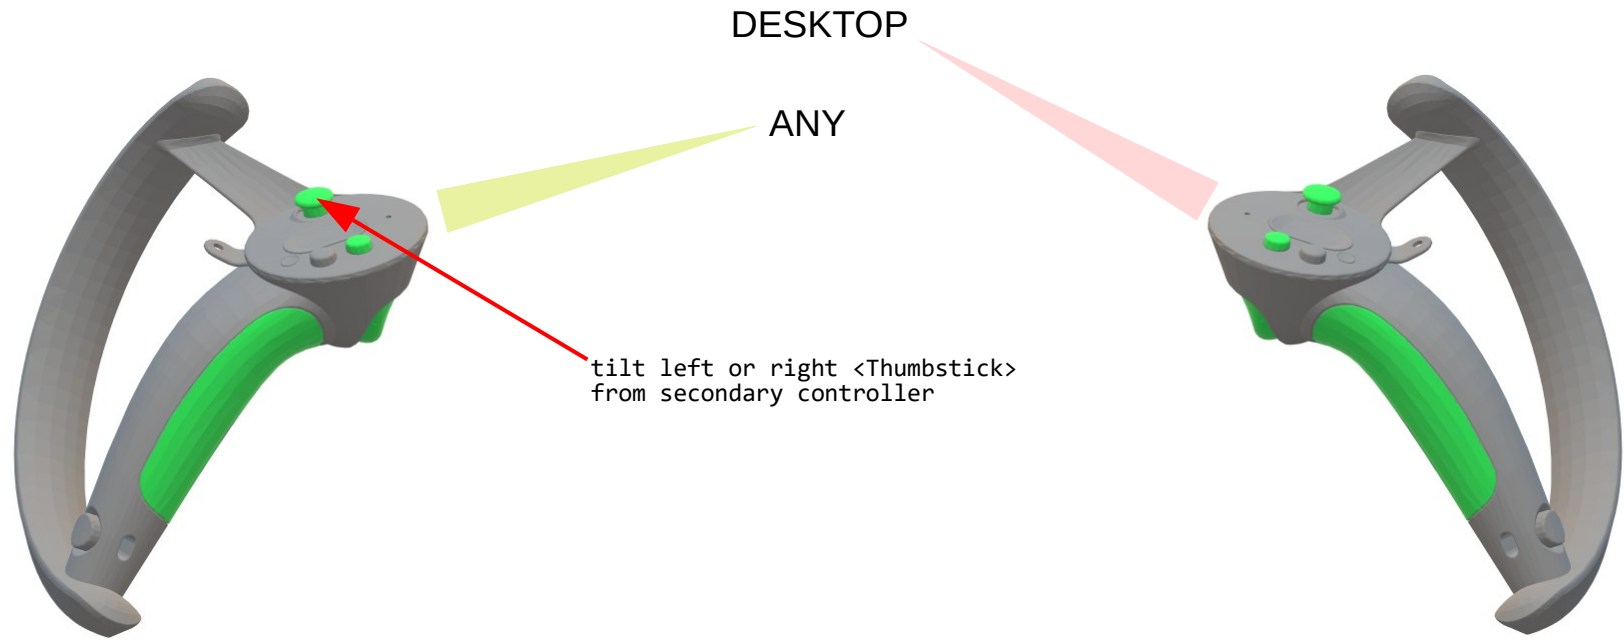 DESKTOP
ANY
tilt left or right <Thumbstick>
from secondary controller